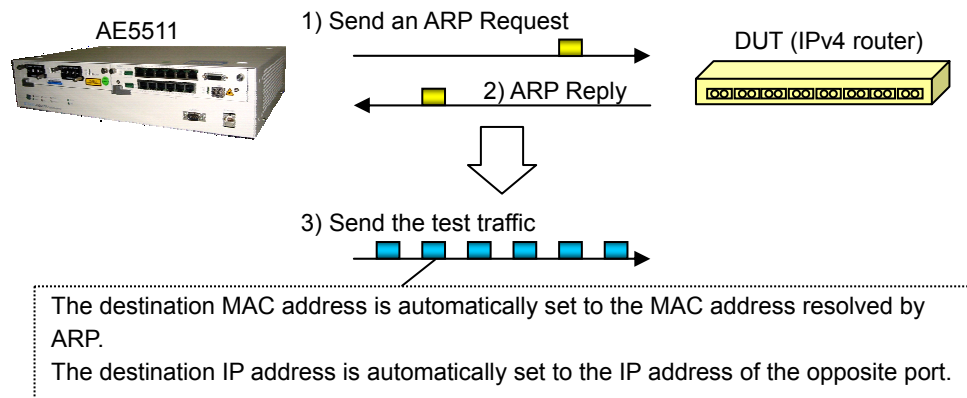 AE5511
1) Send an ARP Request
DUT (IPv4 router)
2) ARP Reply
3) Send the test traffic
The destination MAC address is automatically set to the MAC address resolved by
ARP.
The destination IP address is automatically set to the IP address of the opposite port.